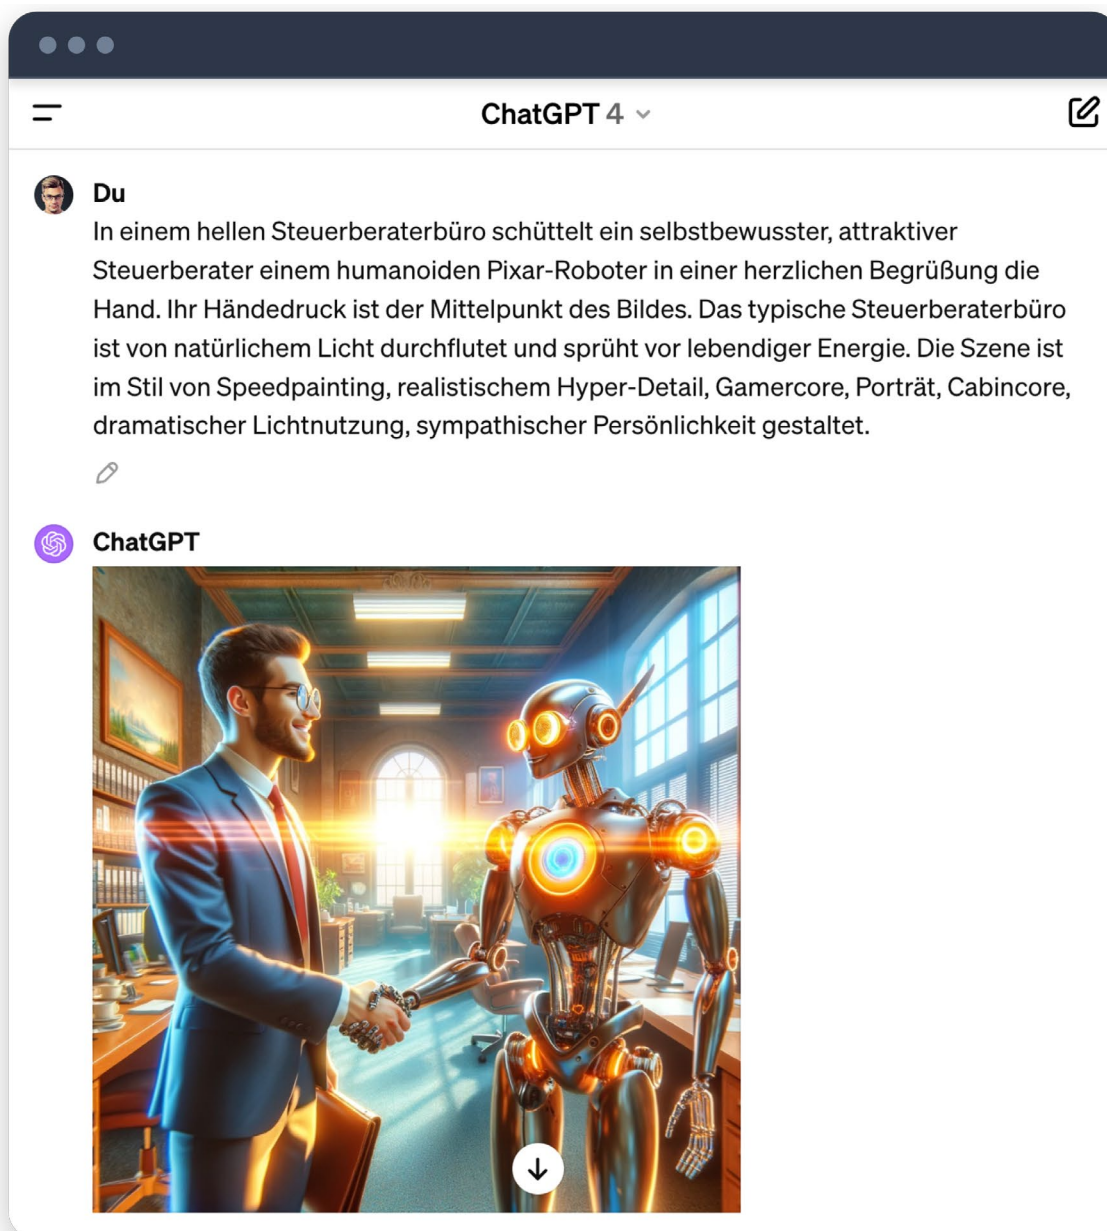 ChatGPT 4
Du
In einem hellen Steuerberaterbüro schüttelt ein selbstbewusster, attraktiver
Steuerberater einem humanoiden Pixar-Roboter in einer herzlichen Begrüßung die
Hand. Ihr Händedruck ist der Mittelpunkt des Bildes. Das typische Steuerberaterbüro
ist von natürlichem Licht durchflutet und sprüht vor lebendiger Energie. Die Szene ist
im Stil von Speedpainting, realistischem Hyper-Detail, Gamercore, Porträt, Cabincore,
dramatischer Lichtnutzung, sympathischer Persönlichkeit gestaltet.
ChatGPT